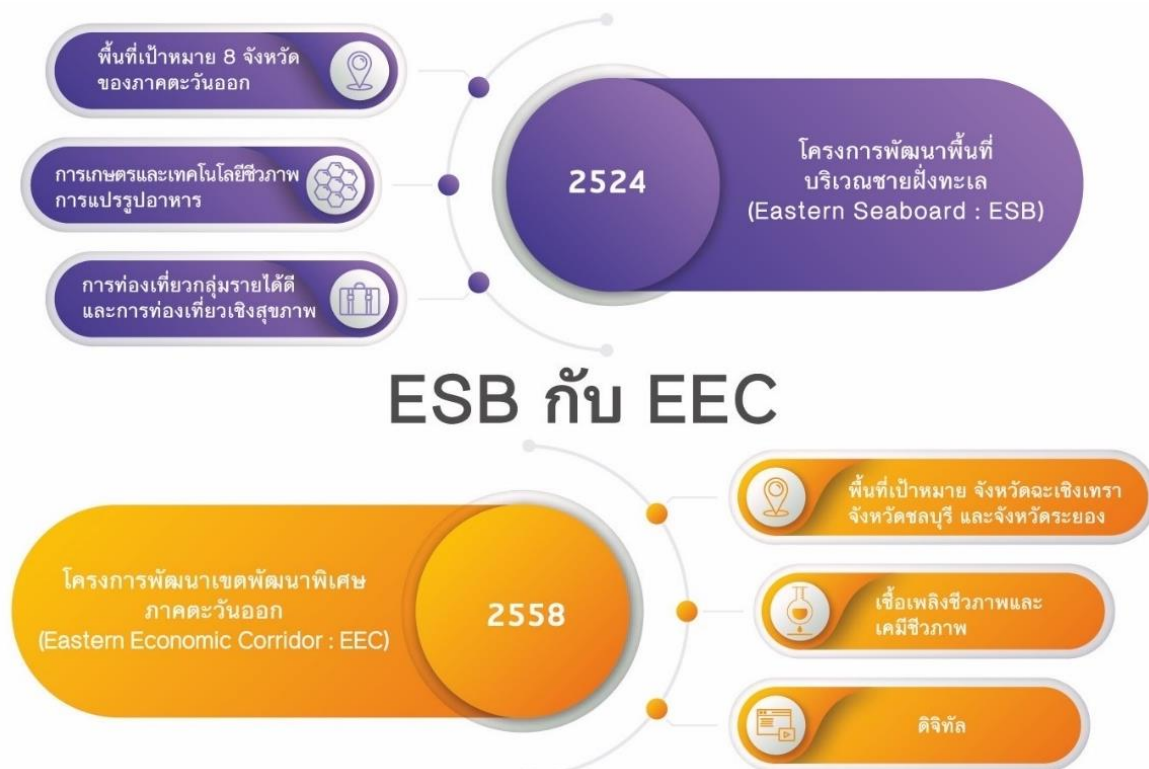 พื้นที่เป้าหมาย 8 จังหวัด
ของภาคตะวันออก
การเกษตรและเทคโนโลยีชีวภาพ
การแปรรูปอาหาร
การท่องเที่ยวกลุ่มรายได้ดี
และการท่องเที่ยวเชิงสุขภาพ
2524
โครงการพัฒนาพื้นที่
บริเวณชายฝั่งทะเล
(Eastern Seaboard : ESB)
ESB กับ EEC
โครงการพัฒนาเขตพัฒนาพิเศษ
ภาคตะวันออก
(Eastern Economic Corridor : EEC)
2558
พื้นที่เป้าหมาย จังหวัดฉะเชิงเทรา
จังหวัดชลบุรี และจังหวัดระยอง
เชื้อเพลิงชีวภาพและ
เคมีชีวภาพ
ดิจิทัล